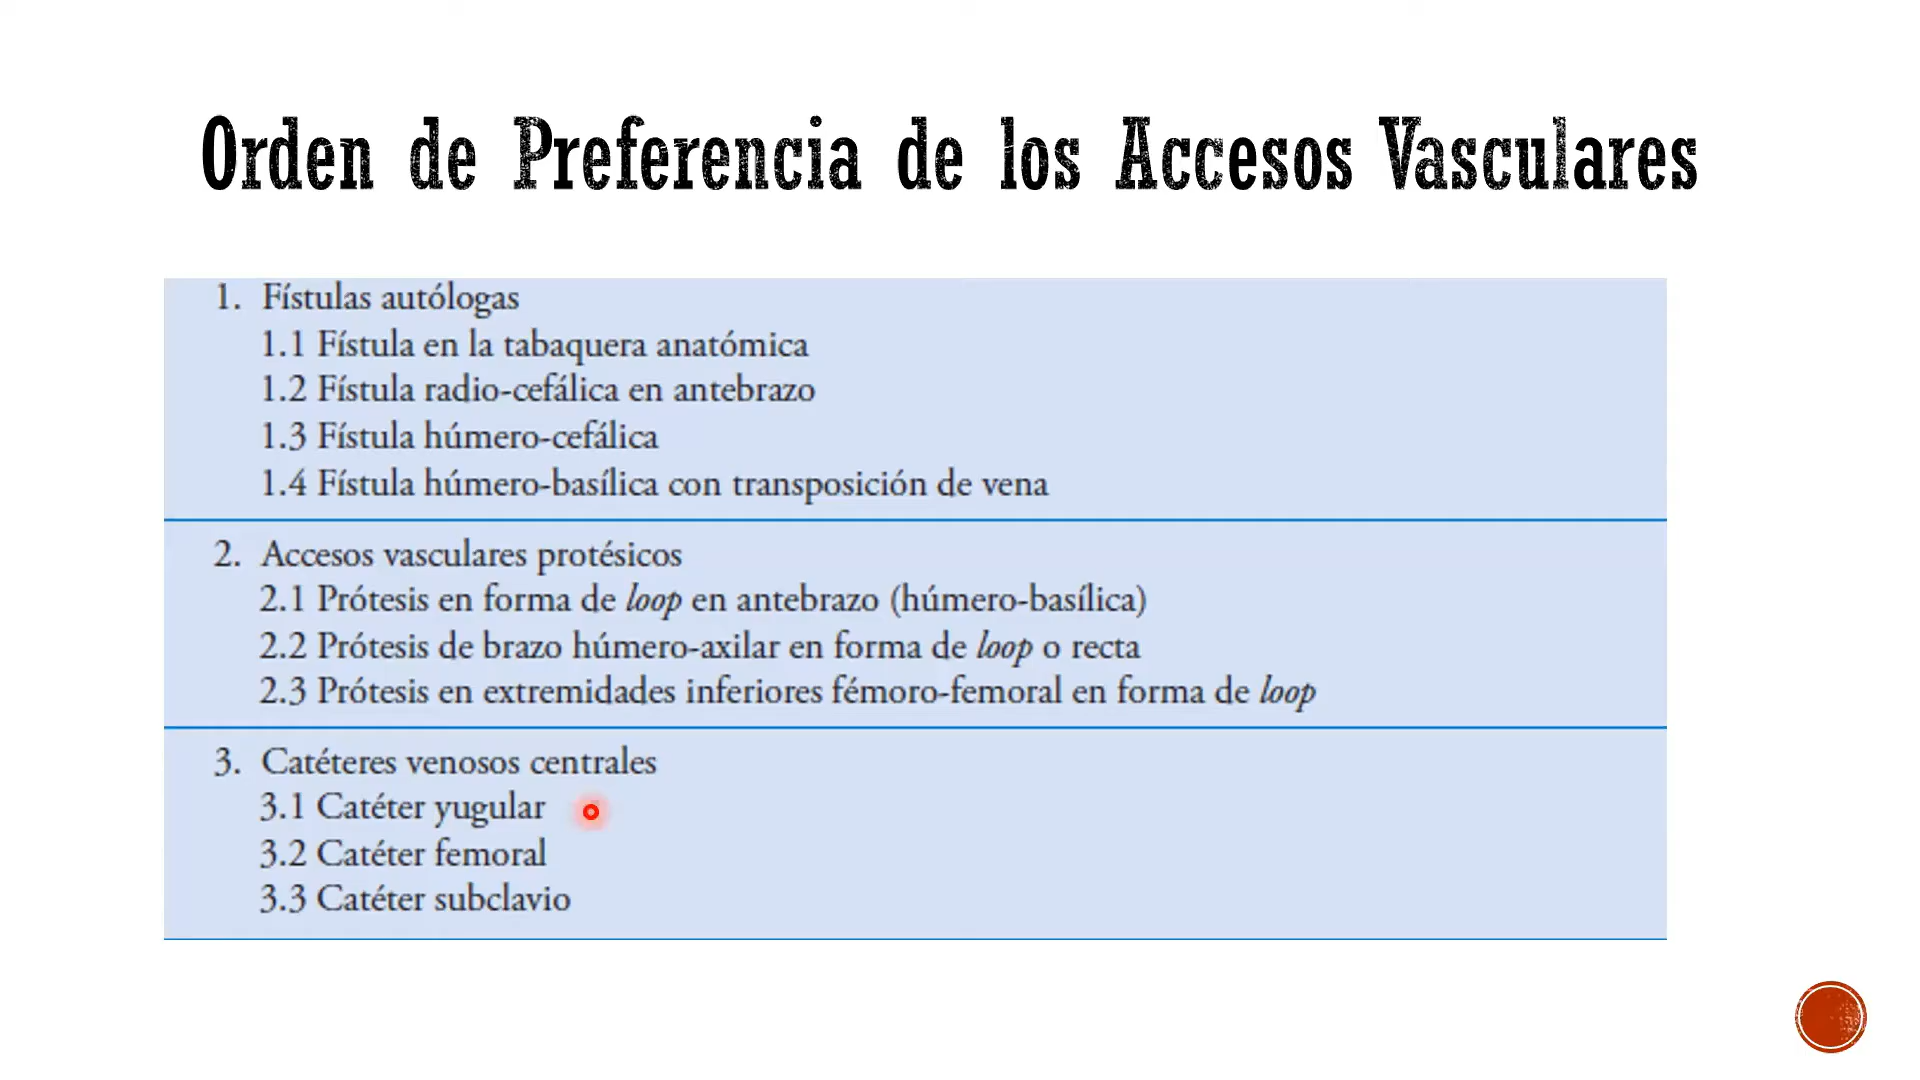 Orden de Preferencia de los Accesos Vasculares
1. Fístulas autólogas
1.1 Fístula en la tabaquera anatómica
1.2 Fístula radio-cefálica en antebrazo
1.3 Fístula húmero-cefálica
1.4 Fístula húmero-basílica con transposición de vena
2. Accesos vasculares protésicos
2.1 Prótesis en forma de loop en antebrazo (húmero-basílica)
2.2 Prótesis de brazo húmero-axilar en forma de loop o recta
2.3 Prótesis en extremidades inferiores fémoro-femoral en forma de loop
3. Catéteres venosos centrales
3.1 Catéter yugular
3.2 Catéter femoral
3.3 Catéter subclavio